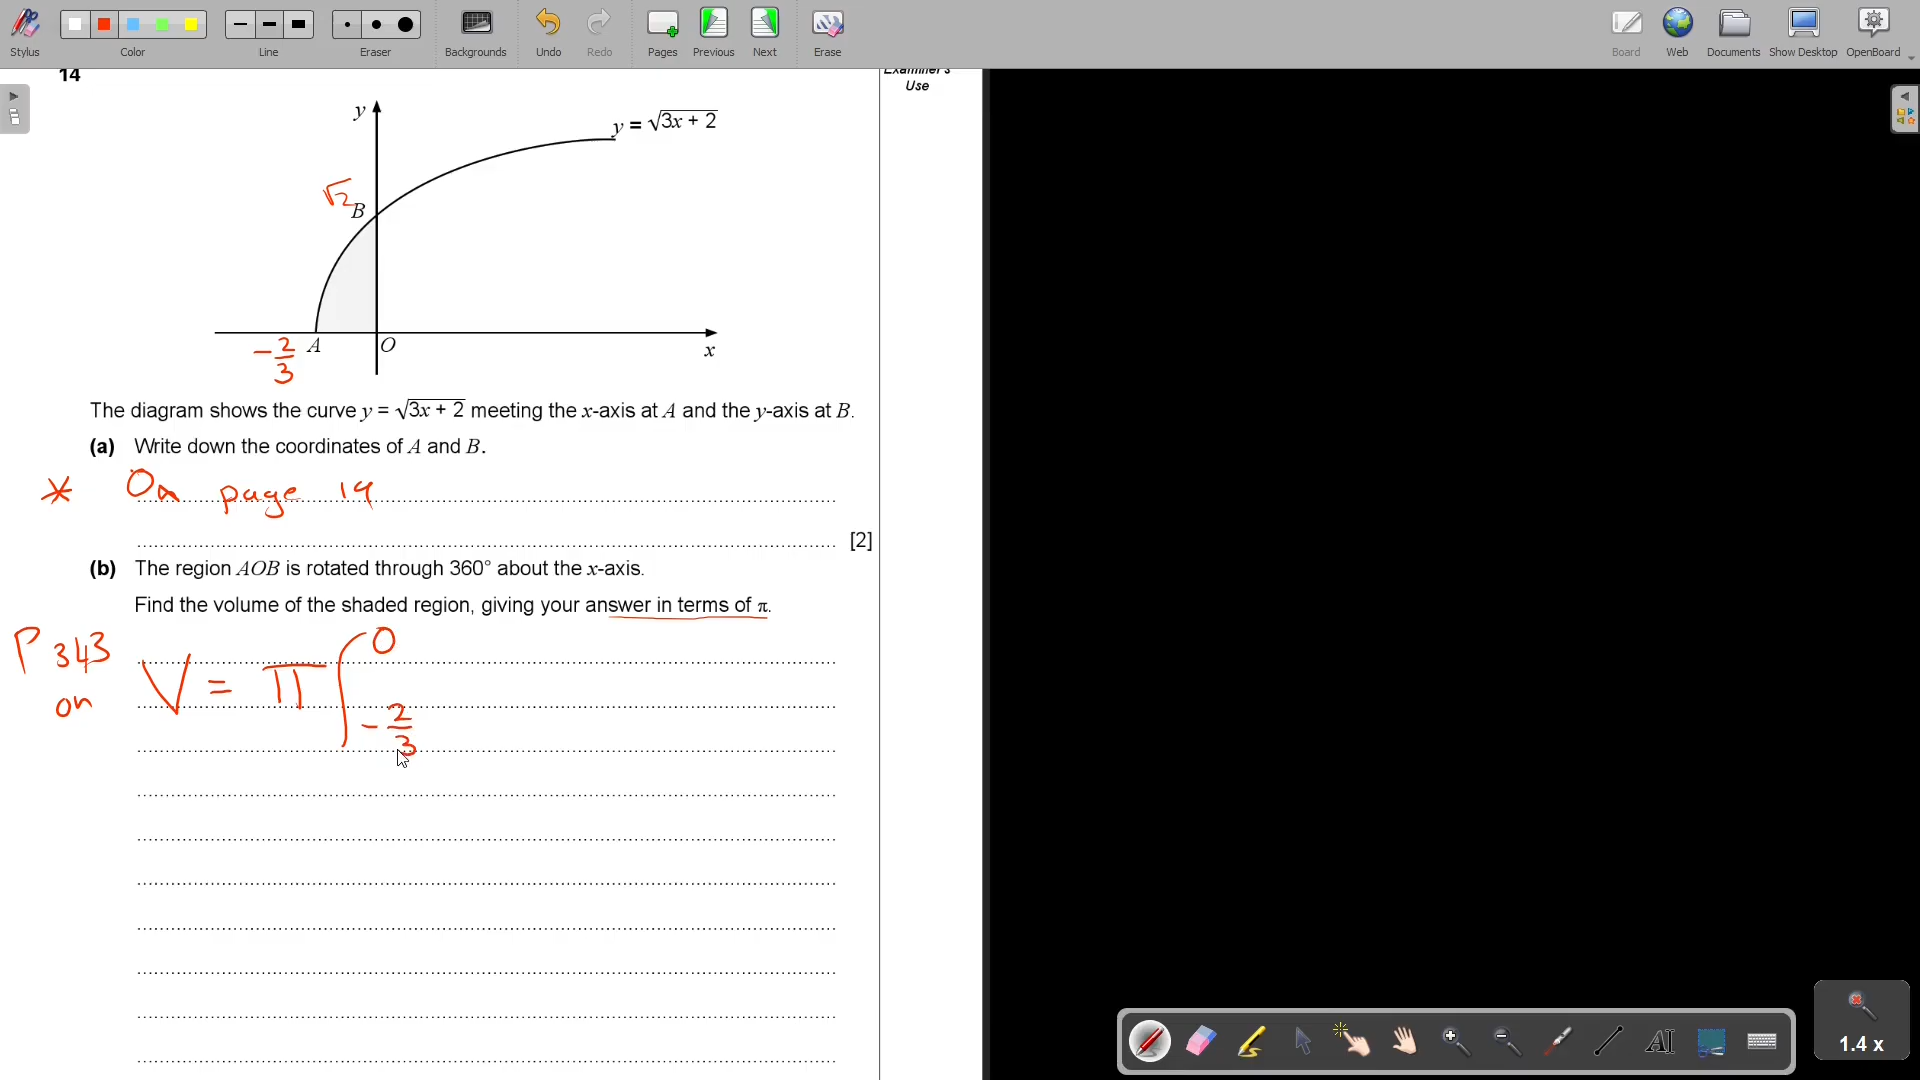 Stylus Color Line Eraser Backgrounds Undo Redo Pages Previous Next Erase Board Web Documents Show Desktop OpenBoard
14
Examiner's
Use
y
y = √3x + 2
√2
B
A
O
x
-2/3
The diagram shows the curve y = √3x + 2 meeting the x-axis at A and the y-axis at B.
(a) Write down the coordinates of A and B.
* On page 19
[2]
(b) The region AOB is rotated through 360° about the x-axis.
Find the volume of the shaded region, giving your answer in terms of π.
P 343
on
V = π ∫ 0
-2/3
AI
1.4 x